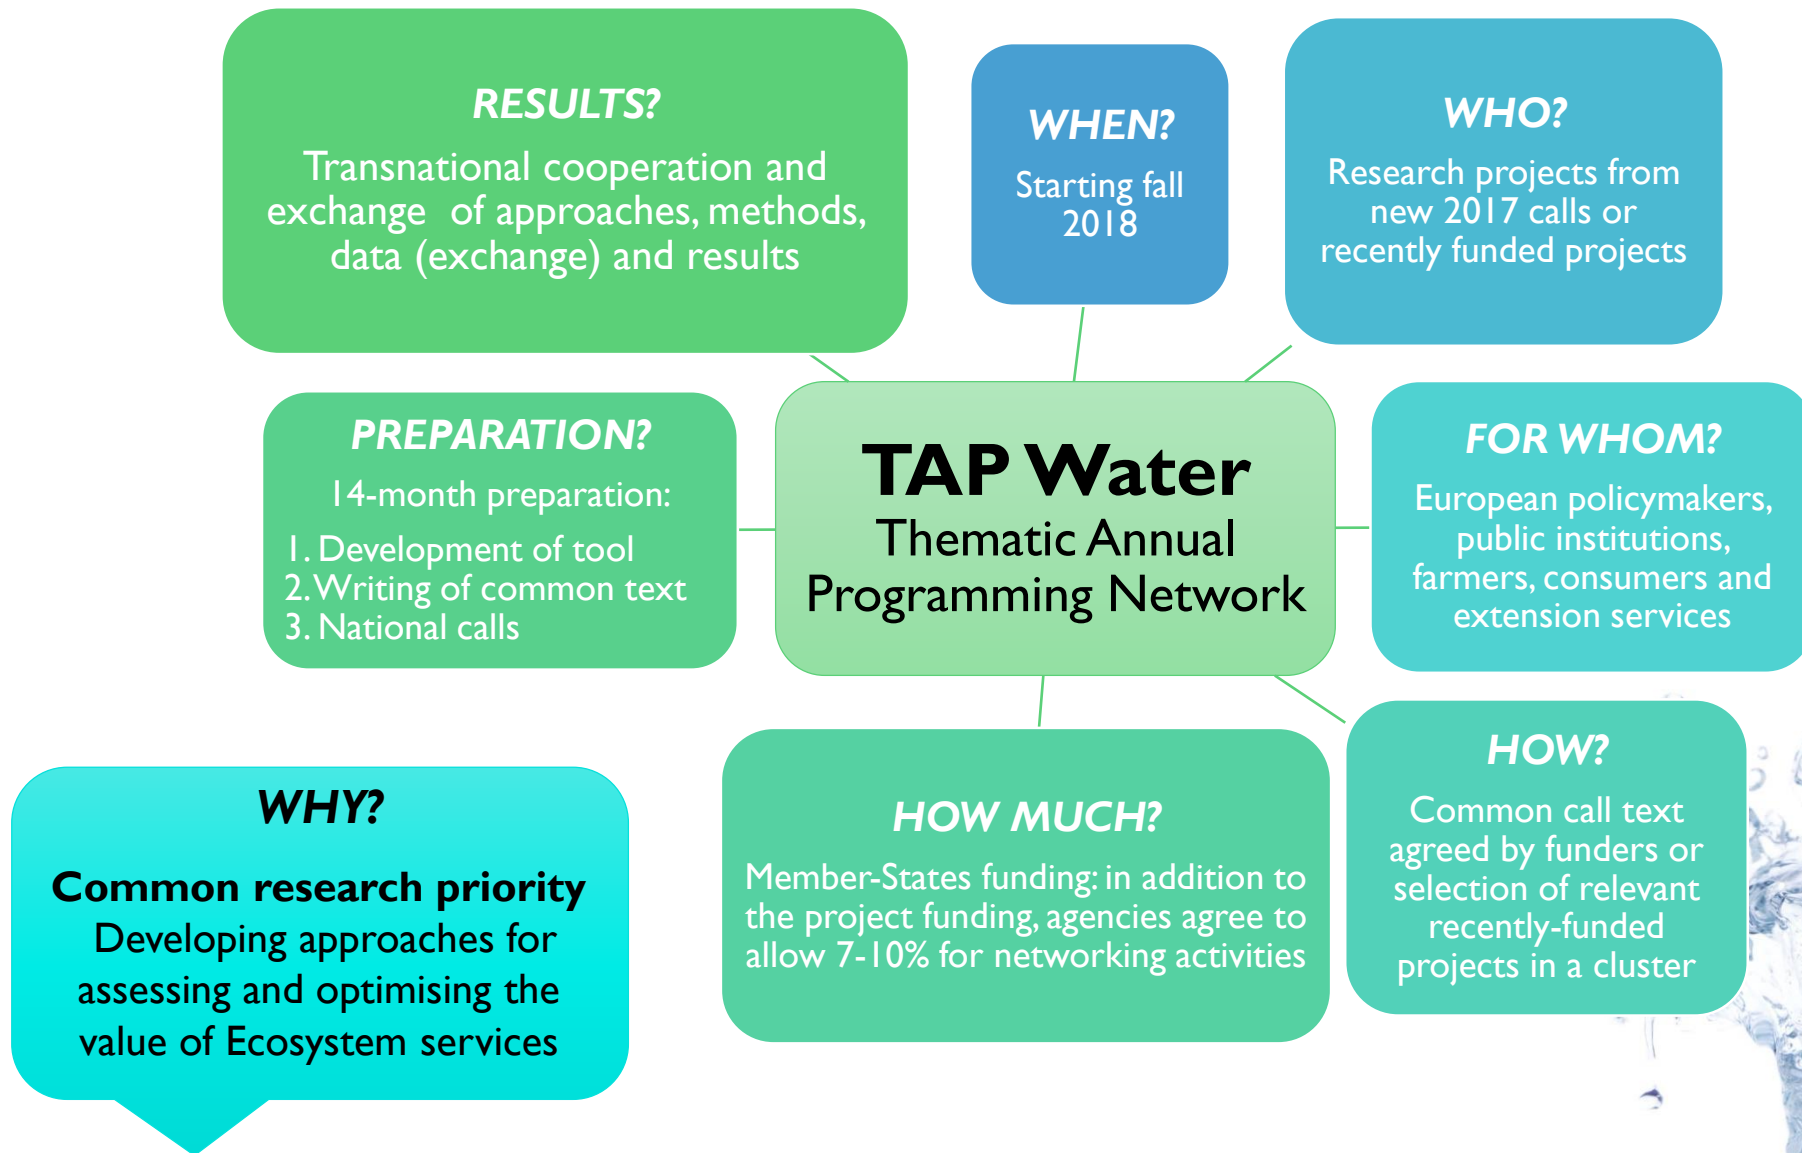 RESULTS?
Transnational cooperation and
exchange  of approaches, methods,
data (exchange) and results
WHEN?
Starting fall
2018
WHO?
Research projects from
new 2017 calls or
recently funded projects
PREPARATION?
14-month preparation:
1. Development of tool
2. Writing of common text
3. National calls
TAP Water
Thematic Annual
Programming Network
FOR WHOM?
European policymakers,
public institutions,
farmers, consumers and
extension services
WHY?
Common research priority
Developing approaches for
assessing and optimising the
value of Ecosystem services
HOW MUCH?
Member-States funding: in addition to
the project funding, agencies agree to
allow 7-10% for networking activities
HOW?
Common call text
agreed by funders or
selection of relevant
recently-funded
projects in a cluster